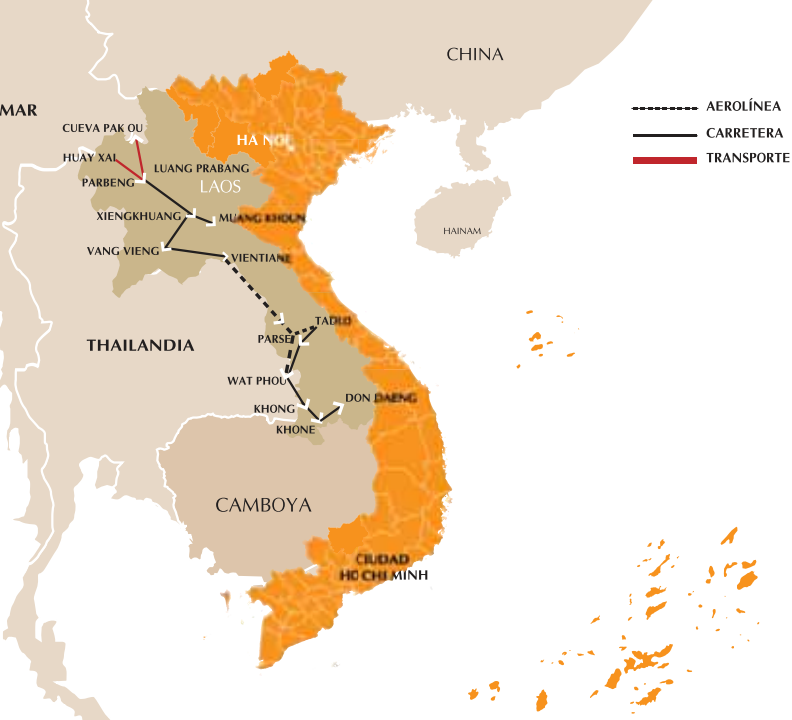 CHINA
MAR
AEROLÍNEA
CUEVA PAK OU
CARRETERA
HA NOI
HUAY XAI
TRANSPORTE
LUANG PRABANG
PARBENG
LAOS
XIENGKHUANG
MUANG KHOUN
HAINAM
VANG VIENG
VIENTIANE
TADLO
PARSE
THAILANDIA
WAT PHOU
DON DAENG
KHONG
KHONE
CAMBOYA
CIUDAD
HO CHI MINH